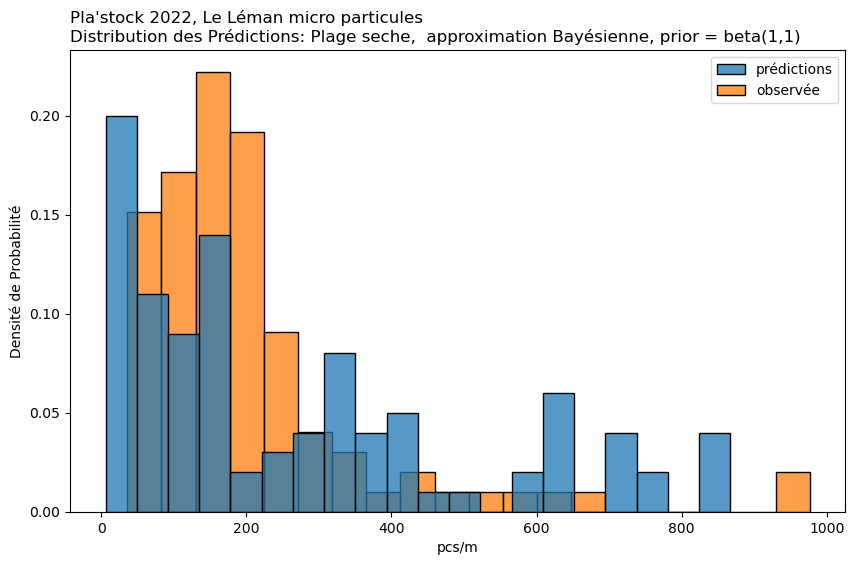 Pla'stock 2022, Le Léman micro particules
Distribution des Prédictions: Plage seche,  approximation Bayésienne, prior = beta(1,1)
prédictions
observée
Densité de Probabilité
0.20
0.15
0.10
0.05
0.00
0 200 400 600 800 1000
pcs/m